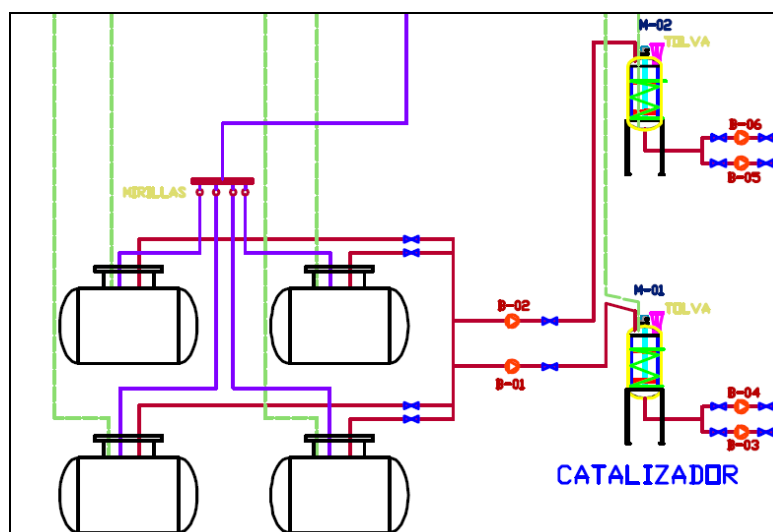 M-02
TOLVA
B-06
B-05
MIRILLAS
B-02
M-01
TOLVA
B-01
B-04
B-03
CATALIZADOR